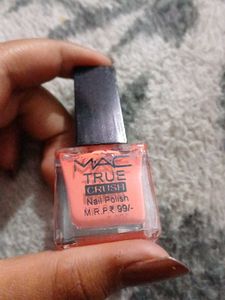 MAC
TRUE
CRUSH
Nail Polish
M.R.P.₹ 99/-